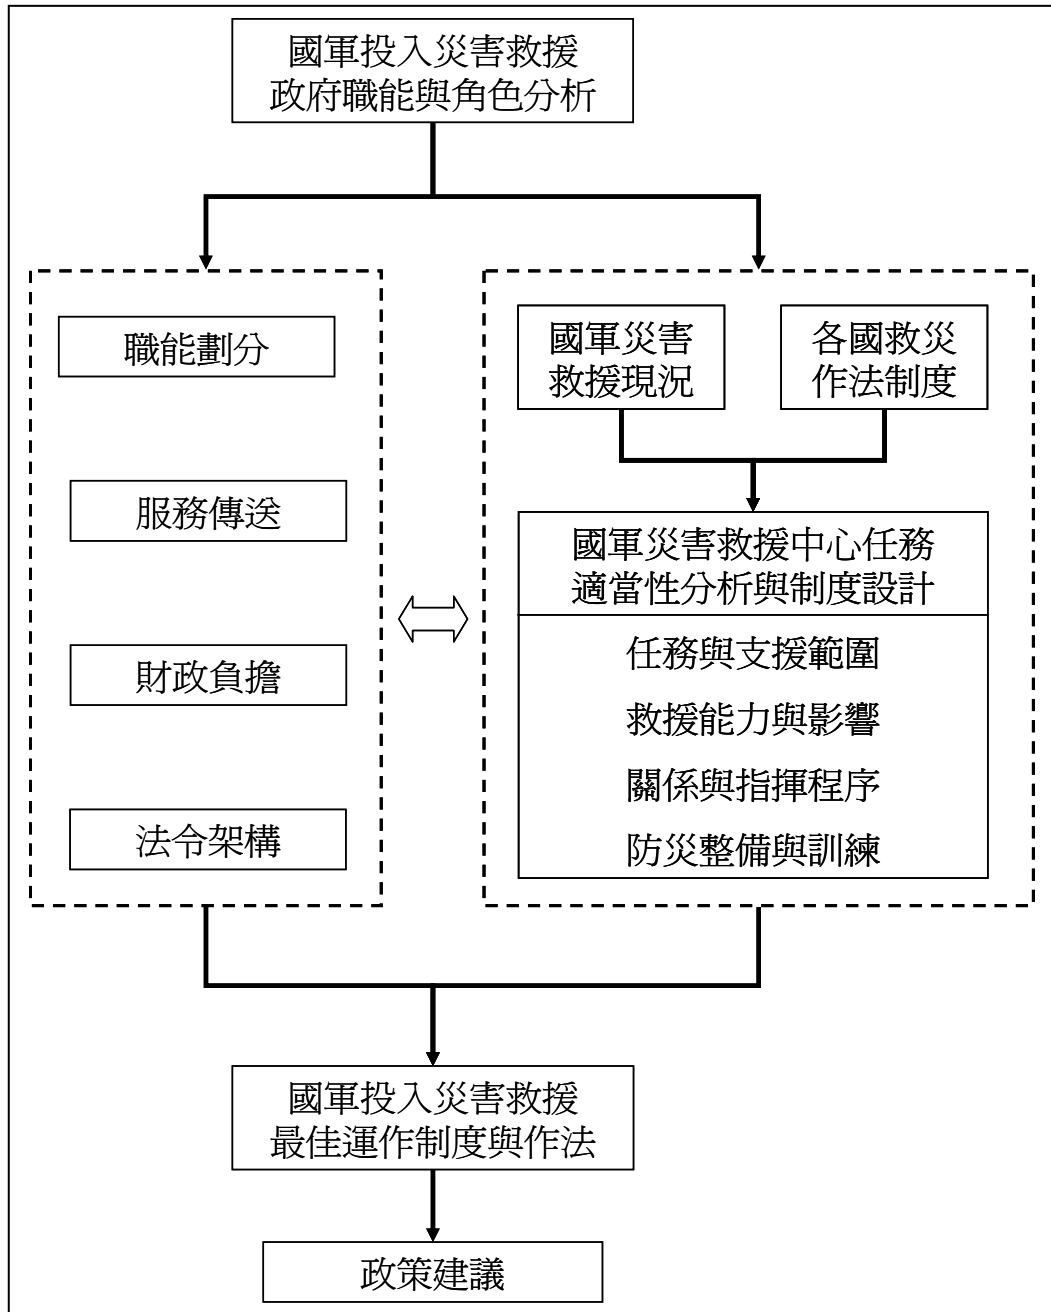 國軍投入災害救援
政府職能與角色分析
職能劃分
服務傳送
財政負擔
法令架構
國軍災害
救援現況
各國救災
作法制度
國軍災害救援中心任務
適當性分析與制度設計
任務與支援範圍
救援能力與影響
關係與指揮程序
防災整備與訓練
國軍投入災害救援
最佳運作制度與作法
政策建議